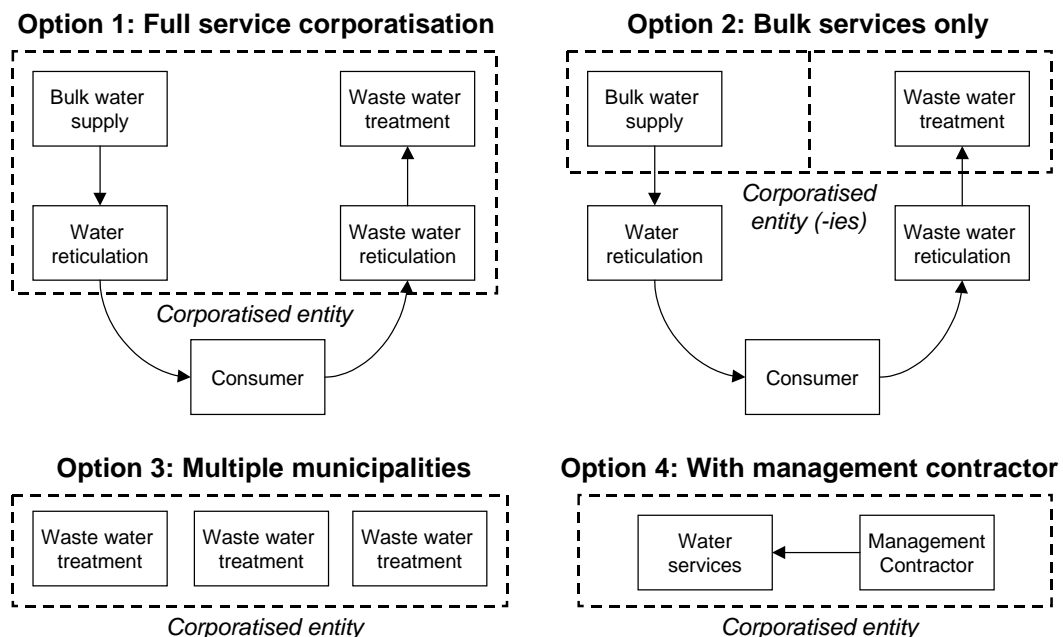 Option 1: Full service corporatisation
Bulk water
supply
Waste water
treatment
Water
reticulation
Waste water
reticulation
Corporatised entity
Consumer
Option 2: Bulk services only
Bulk water
supply
Waste water
treatment
Corporatised
entity (-ies)
Water
reticulation
Waste water
reticulation
Consumer
Option 3: Multiple municipalities
Waste water
treatment
Waste water
treatment
Waste water
treatment
Corporatised entity
Option 4: With management contractor
Water
services
Management
Contractor
Corporatised entity